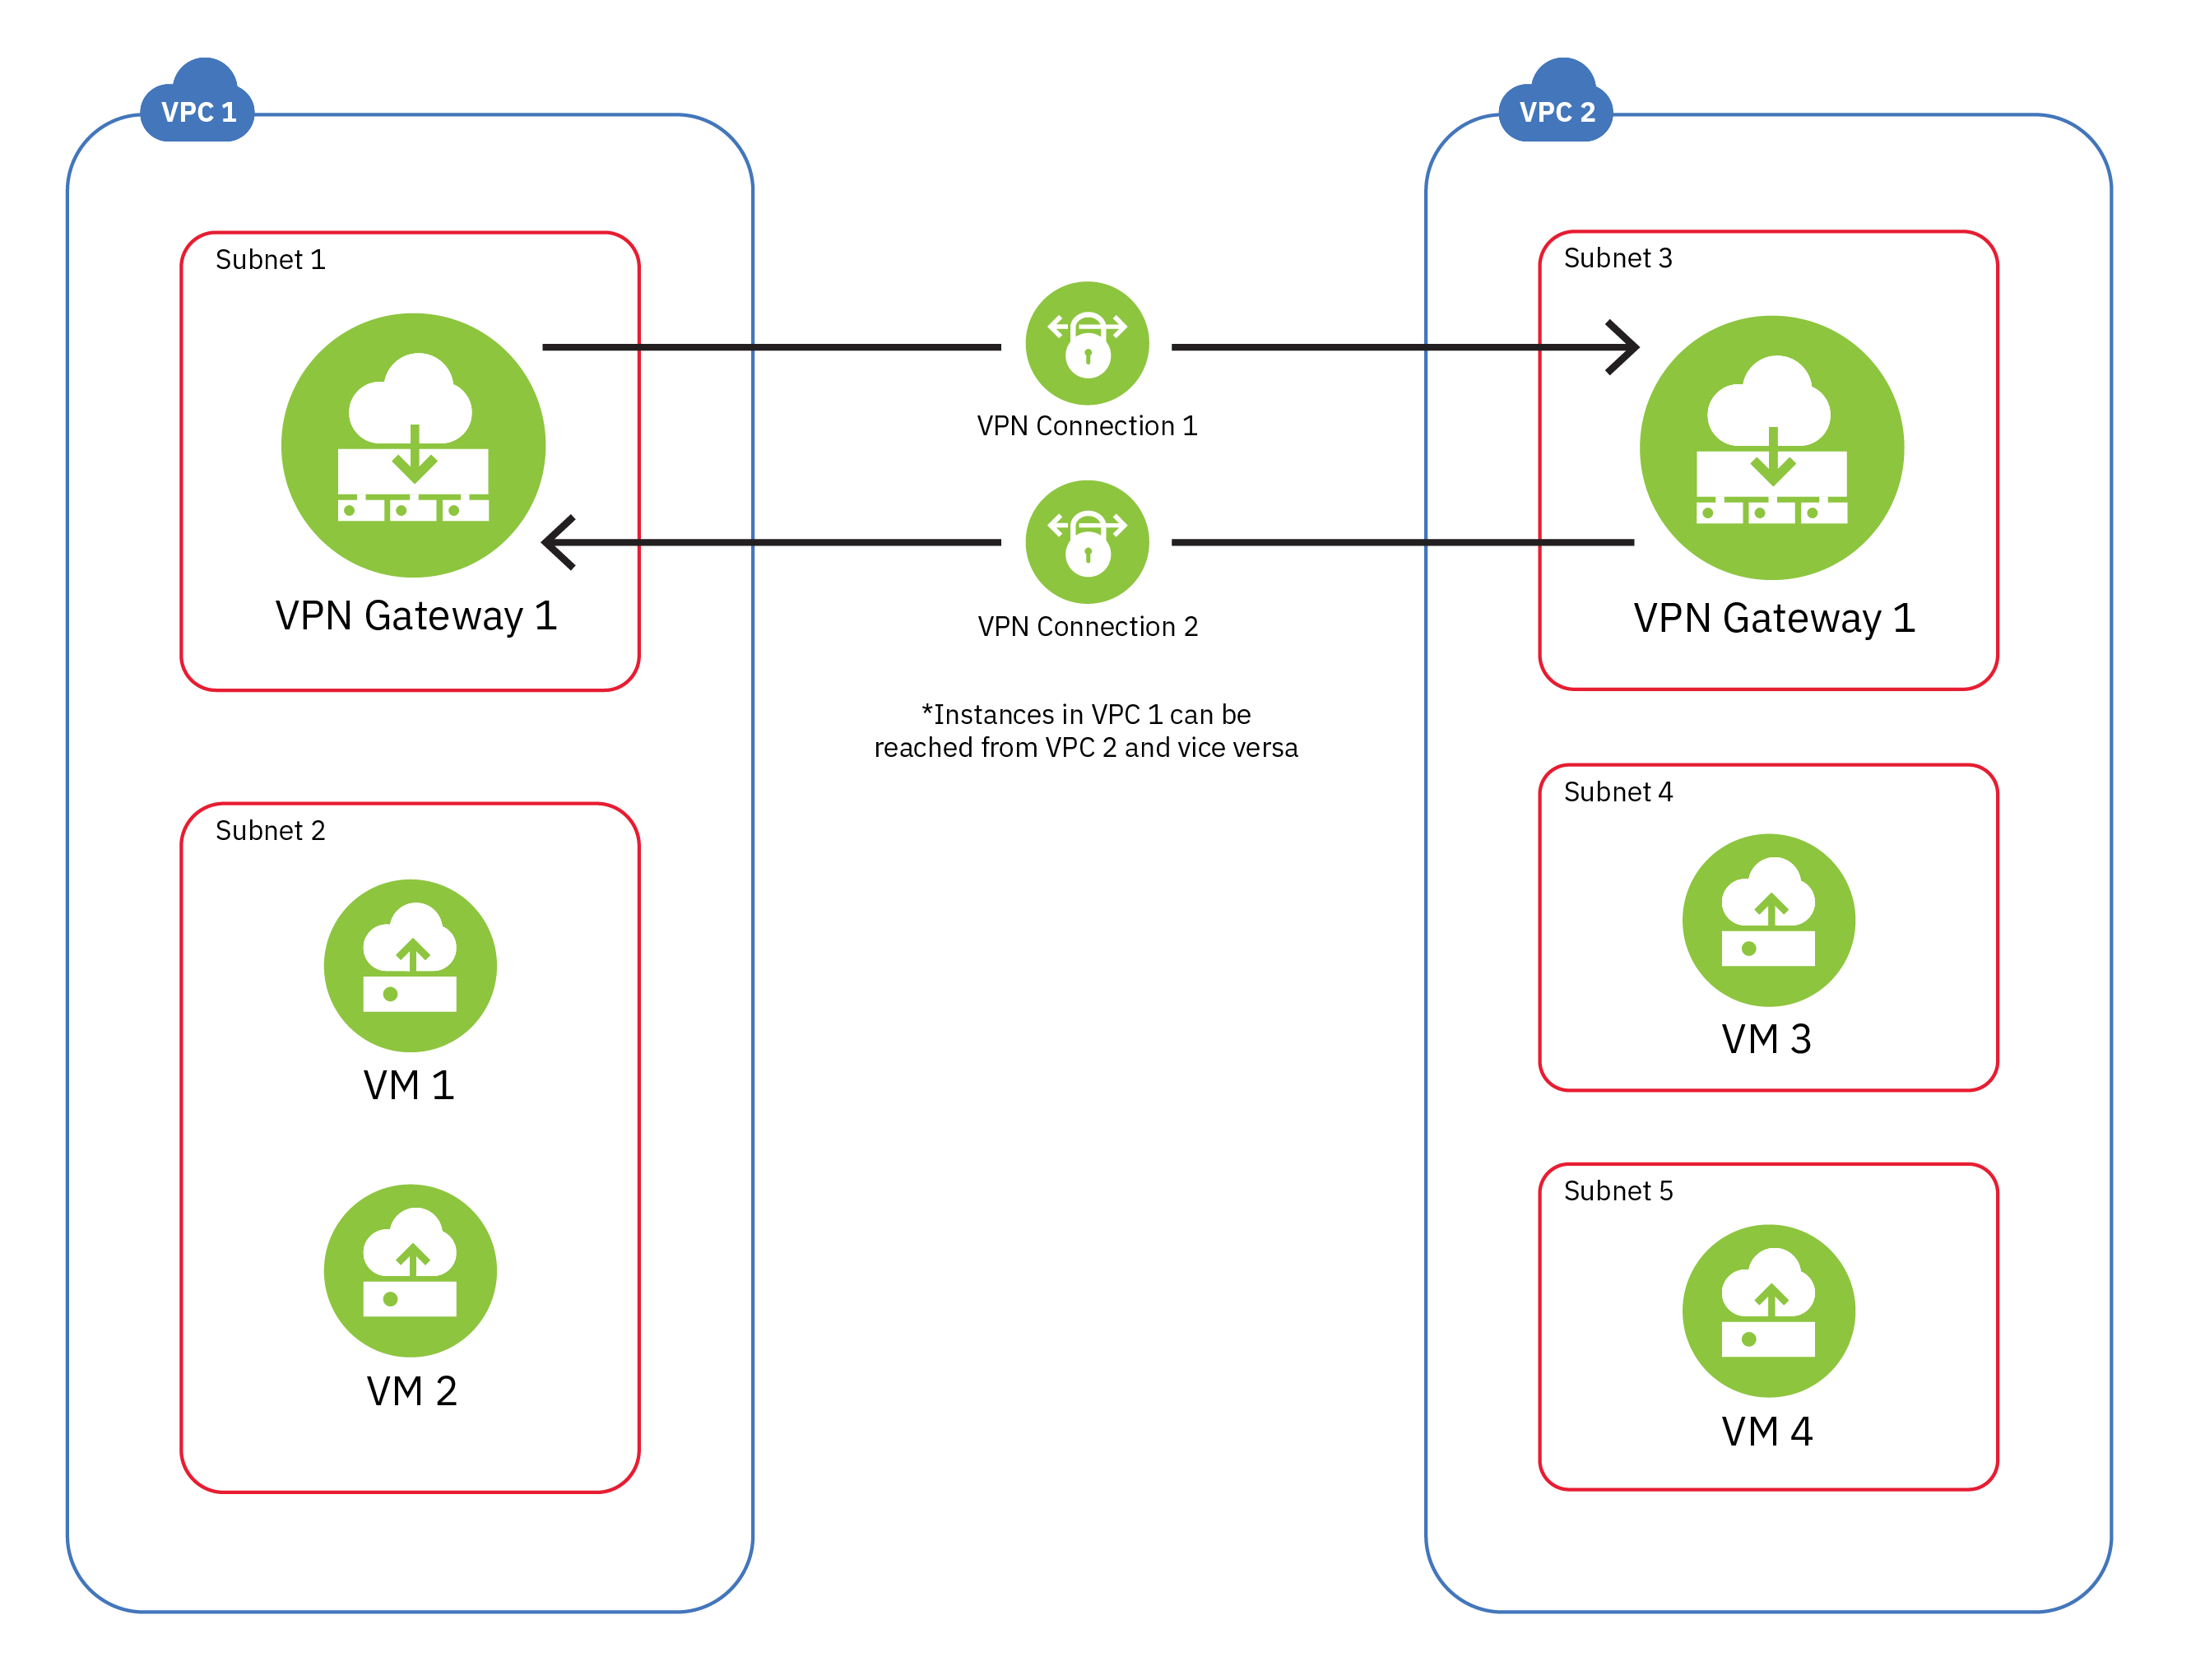 VPC 1
Subnet 1
VPN Gateway 1
Subnet 2
VM 1
VM 2
VPN Connection 1
VPN Connection 2
*Instances in VPC 1 can be
reached from VPC 2 and vice versa
VPC 2
Subnet 3
VPN Gateway 1
Subnet 4
VM 3
Subnet 5
VM 4